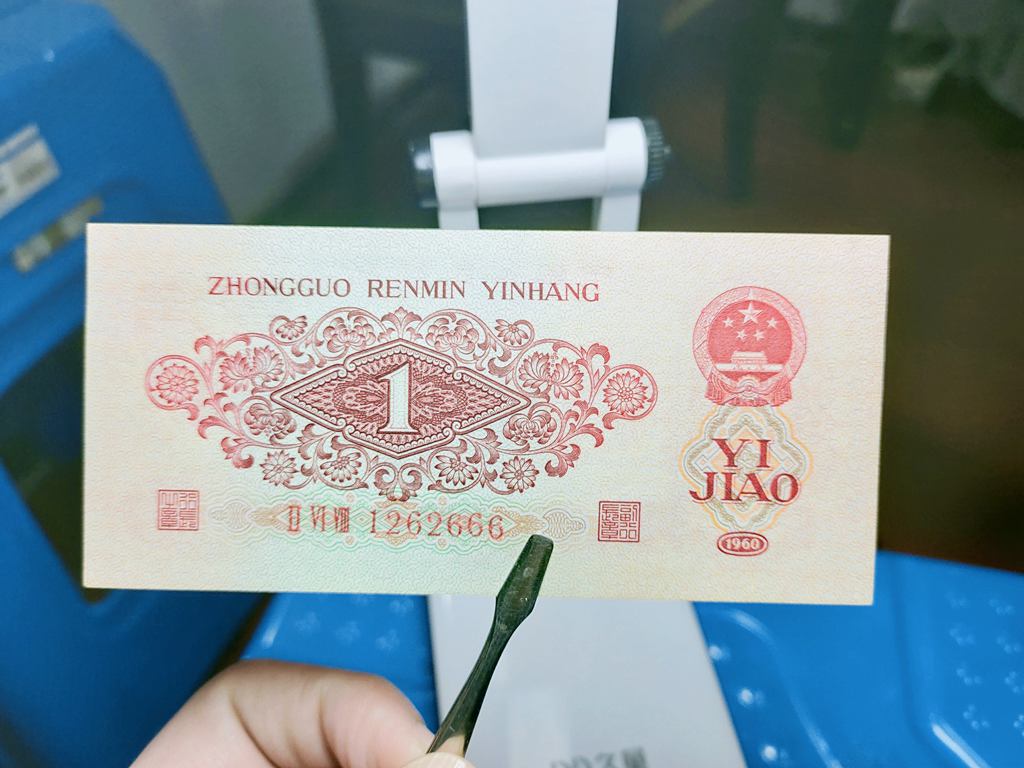 ZHONGGUO RENMIN YINHANG
1
YI
JIAO
II VI VIII 1262666
1960